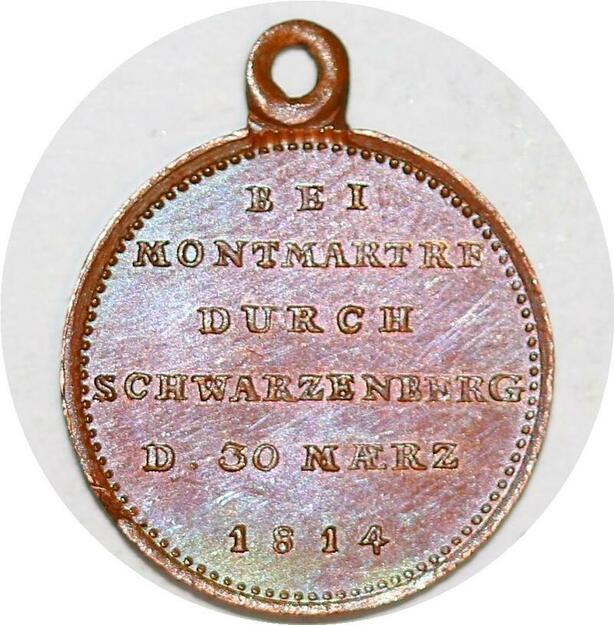 BEI
MONTMARTRE
DURCH
SCHWARZENBERG
D. 30 MÆRZ
1814